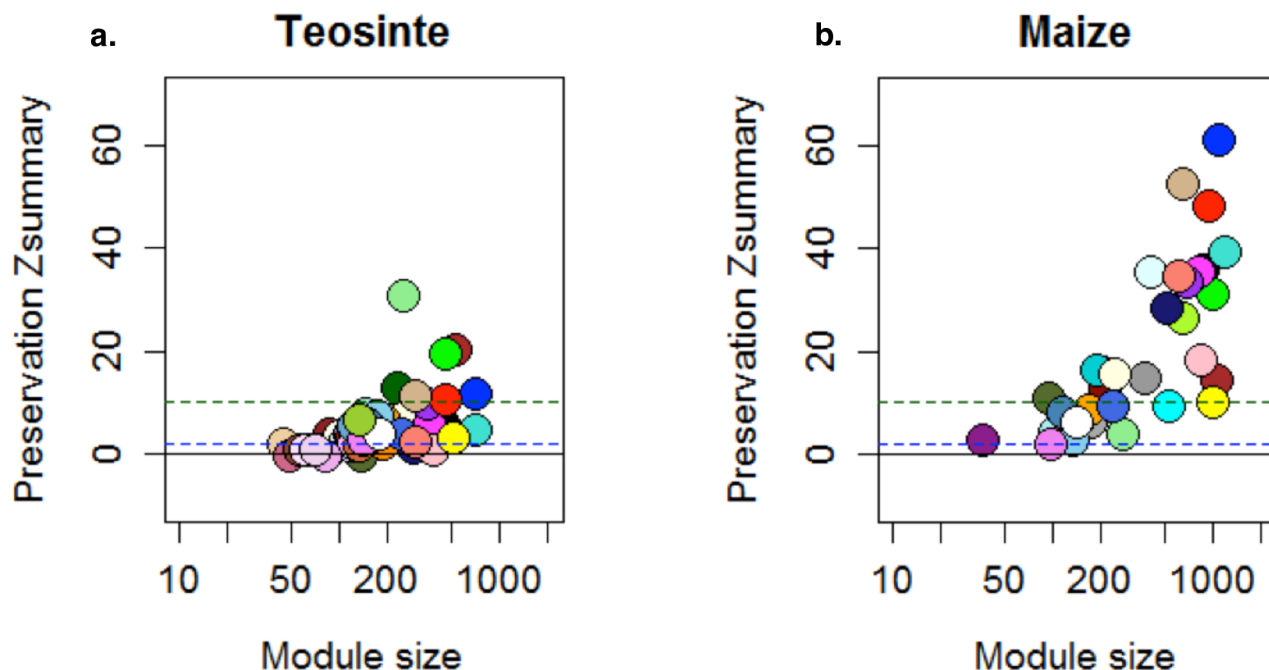 a. Teosinte
Preservation Zsummary
60
40
20
0
10 50 200 1000
Module size
b. Maize
Preservation Zsummary
60
40
20
0
10 50 200 1000
Module size